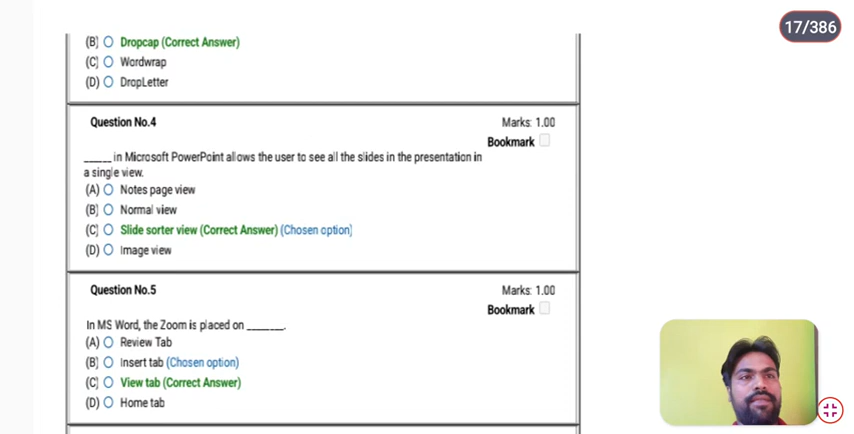 17/386
(B) Dropcap (Correct Answer)
(C) Wordwrap
(D) DropLetter
Question No.4 Marks: 1.00
Bookmark
_____ in Microsoft PowerPoint allows the user to see all the slides in the presentation in
a single view.
(A) Notes page view
(B) Normal view
(C) Slide sorter view (Correct Answer) (Chosen option)
(D) Image view
Question No.5 Marks: 1.00
Bookmark
In MS Word, the Zoom is placed on _______.
(A) Review Tab
(B) Insert tab (Chosen option)
(C) View tab (Correct Answer)
(D) Home tab